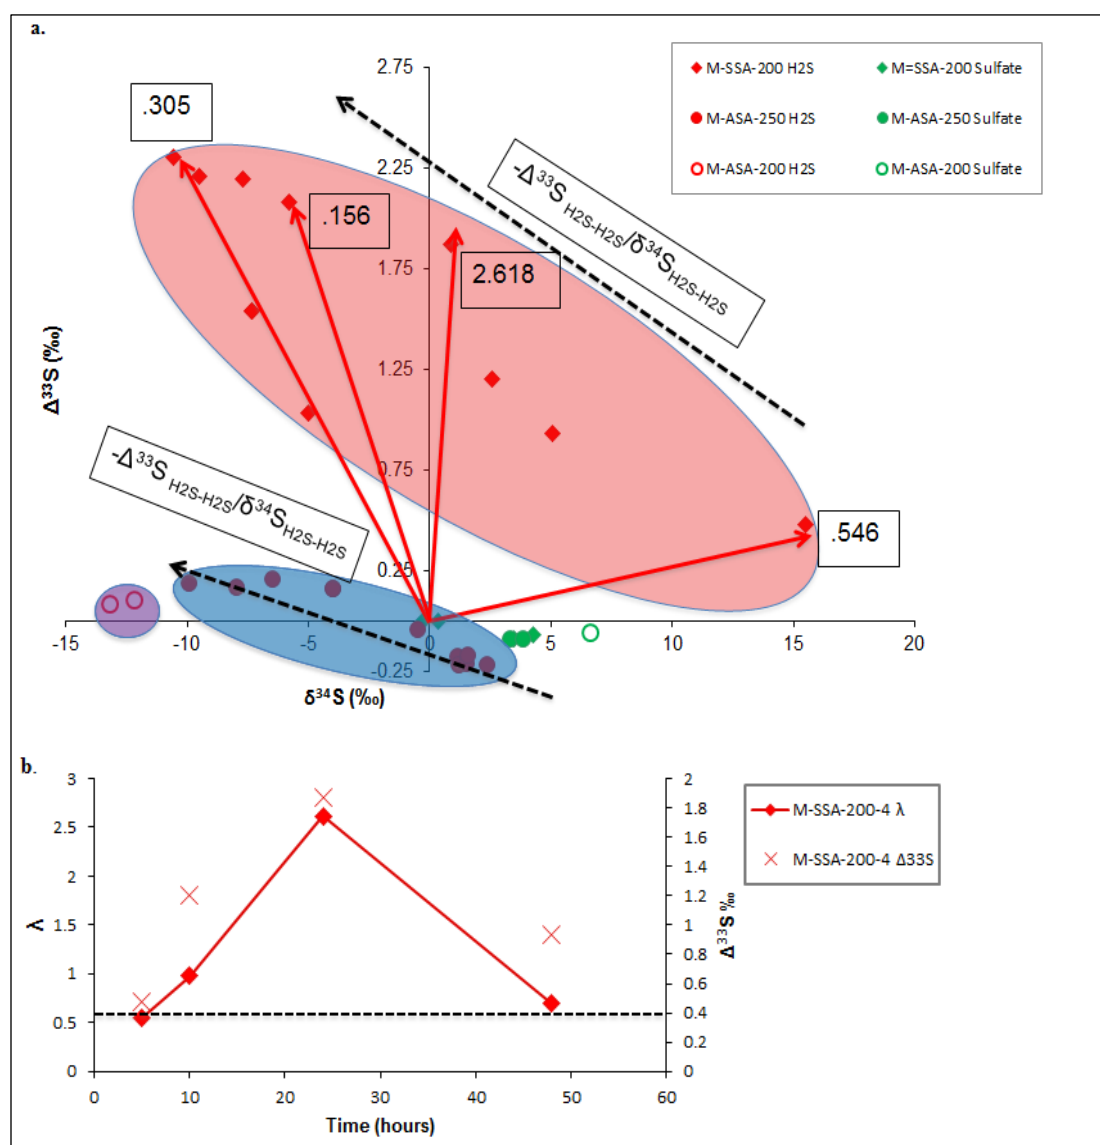 a.
2.75
M-SSA-200 H2S
M=SSA-200 Sulfate
M-ASA-250 H2S
M-ASA-250 Sulfate
M-ASA-200 H2S
M-ASA-200 Sulfate
.305
2.25
-Δ³³S H2S-H2S/δ³⁴S H2S-H2S
.156
1.75
2.618
1.25
Δ³³S (‰)
0.75
-Δ³³S H2S-H2S/δ³⁴S H2S-H2S
.546
0.25
-15
-10
-5
0
5
10
15
20
-0.25
δ³⁴S (‰)
b.
3
2.5
2
1.5
1
0.5
0
λ
2
1.8
1.6
1.4
1.2
1
0.8
0.6
0.4
0.2
0
Δ³³S ‰
M-SSA-200-4 λ
M-SSA-200-4 Δ33S
0
10
20
30
40
50
60
Time (hours)